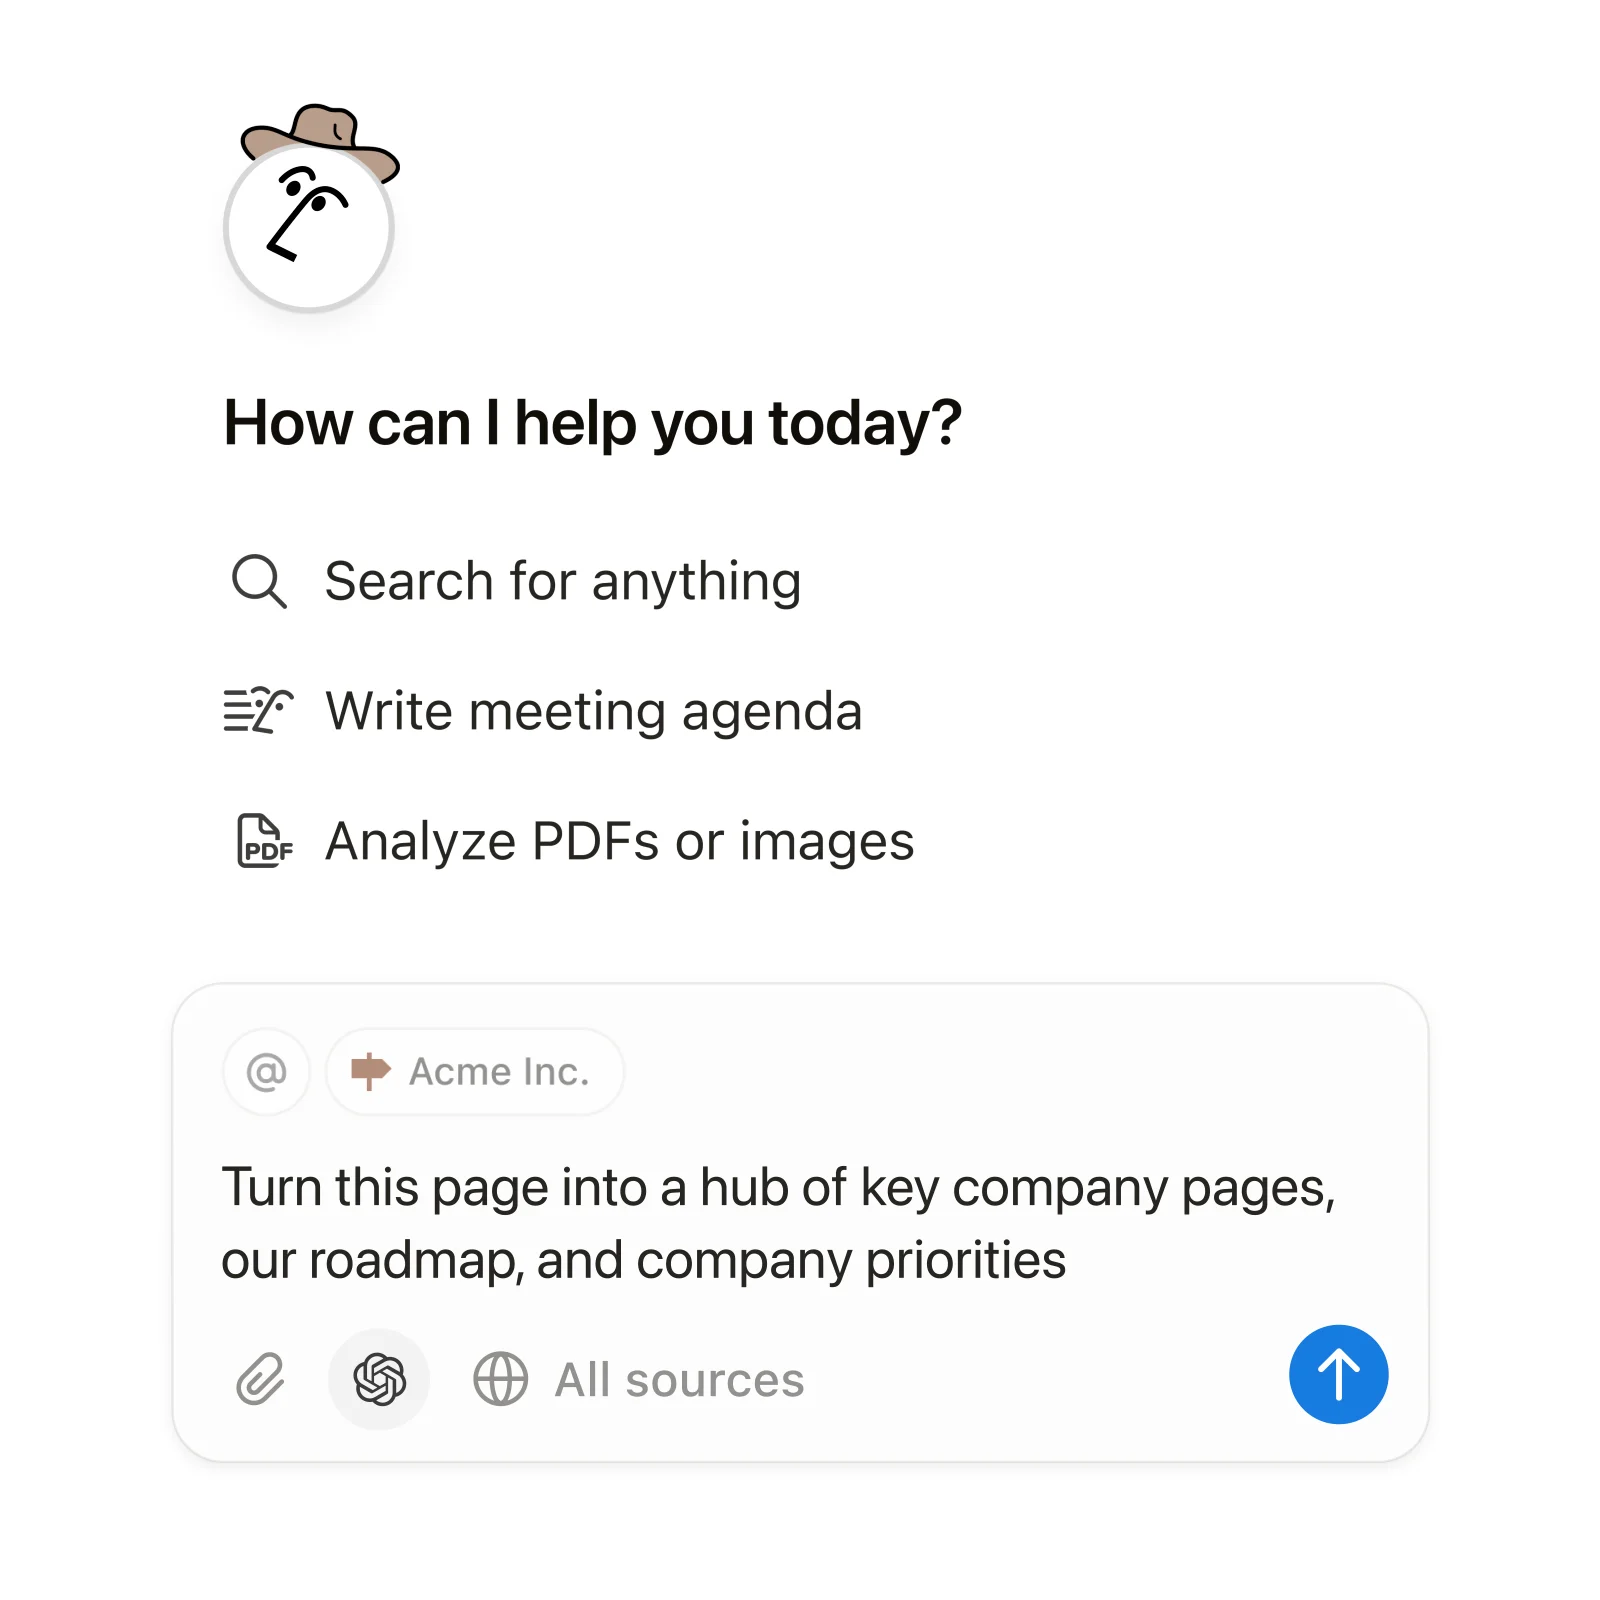 How can I help you today?
Search for anything
Write meeting agenda
PDF
Analyze PDFs or images
@
Acme Inc.
Turn this page into a hub of key company pages,
our roadmap, and company priorities
All sources